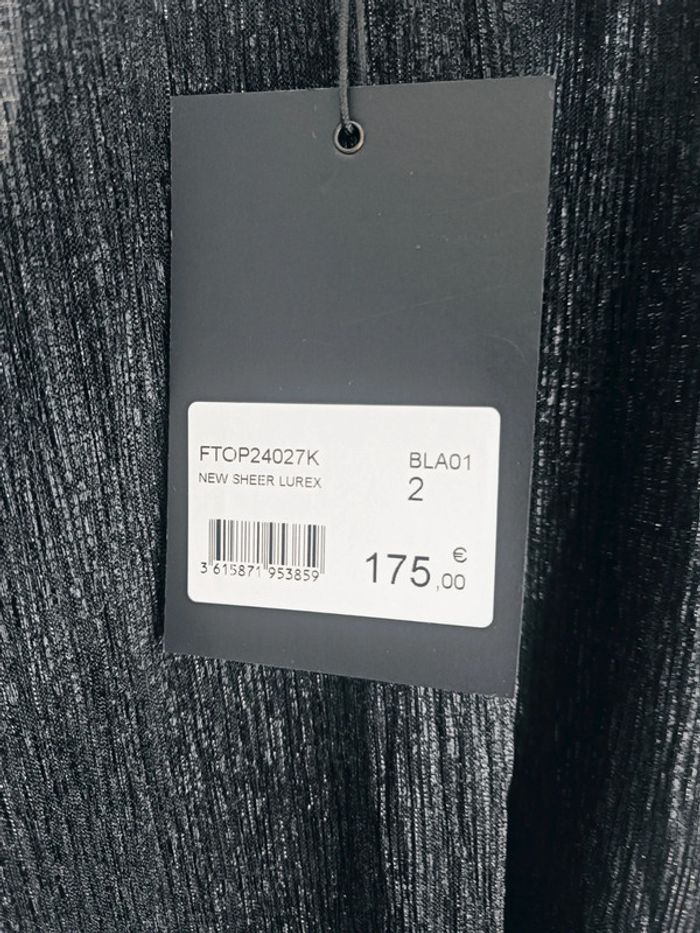 FTOP24027K BLA01
NEW SHEER LUREX 2
3 615871 953859 175,00 €